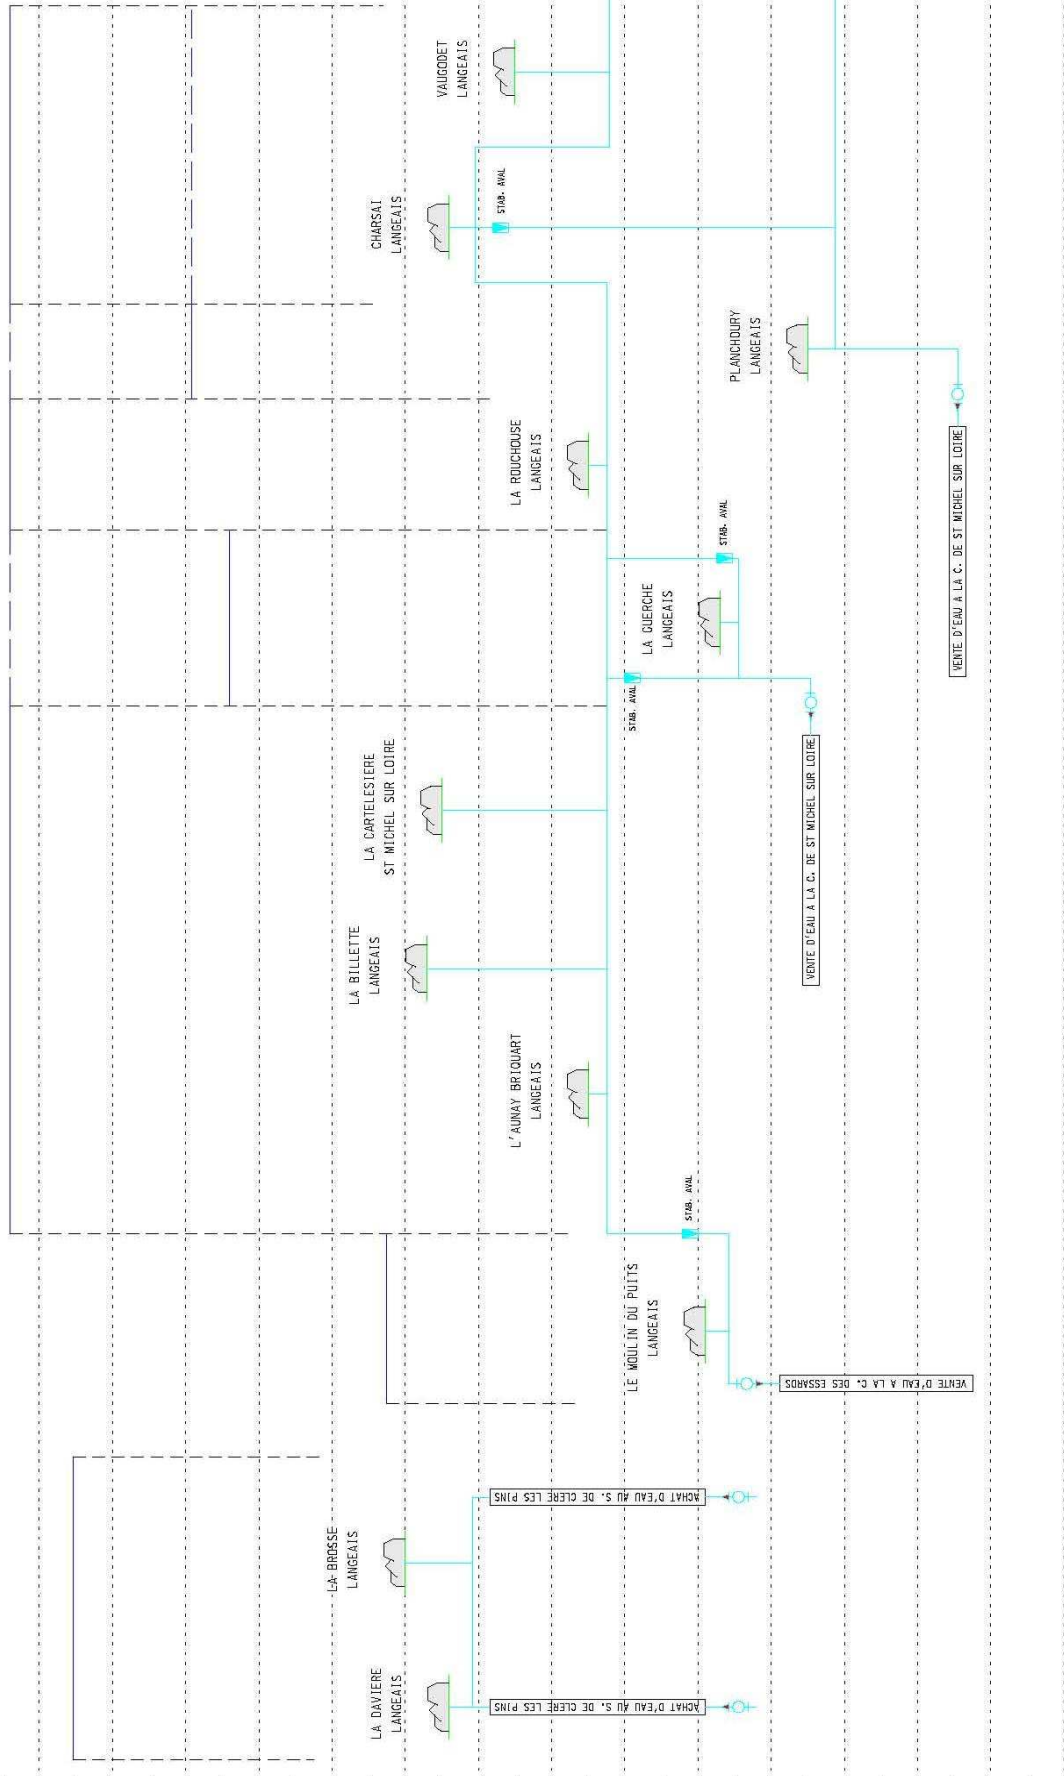 VAUGODET
LANGEAIS
CHARSAI
LANGEAIS
STAB. AVAL
PLANCHOURY
LANGEAIS
VENTE D'EAU A LA C. DE ST MICHEL SUR LOIRE
LA ROUCHOUSE
LANGEAIS
STAB. AVAL
LA GUERCHE
LANGEAIS
STAB. AVAL
VENTE D'EAU A LA C. DE ST MICHEL SUR LOIRE
LA CARTELESIERE
ST MICHEL SUR LOIRE
LA BILLETTE
LANGEAIS
L'AUNAY BRIQUART
LANGEAIS
STAB. AVAL
LE MOULIN DU PUITS
LANGEAIS
VENTE D'EAU A LA C. DES ESSARDS
LA BROSSE
LANGEAIS
ACHAT D'EAU AU S. DE CLERE LES PINS
LA DAVIERE
LANGEAIS
ACHAT D'EAU AU S. DE CLERE LES PINS